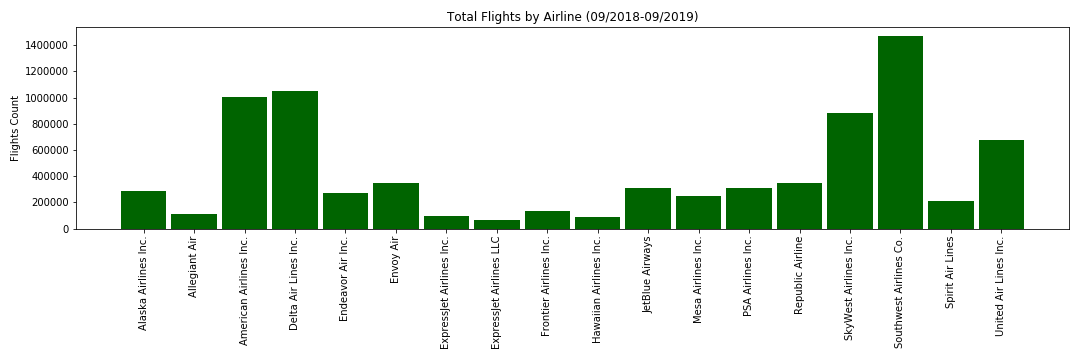 Total Flights by Airline (09/2018-09/2019)
Flights Count
1400000
1200000
1000000
800000
600000
400000
200000
0
Alaska Airlines Inc.
Allegiant Air
American Airlines Inc.
Delta Air Lines Inc.
Endeavor Air Inc.
Envoy Air
ExpressJet Airlines Inc.
ExpressJet Airlines LLC
Frontier Airlines Inc.
Hawaiian Airlines Inc.
JetBlue Airways
Mesa Airlines Inc.
PSA Airlines Inc.
Republic Airline
SkyWest Airlines Inc.
Southwest Airlines Co.
Spirit Air Lines
United Air Lines Inc.